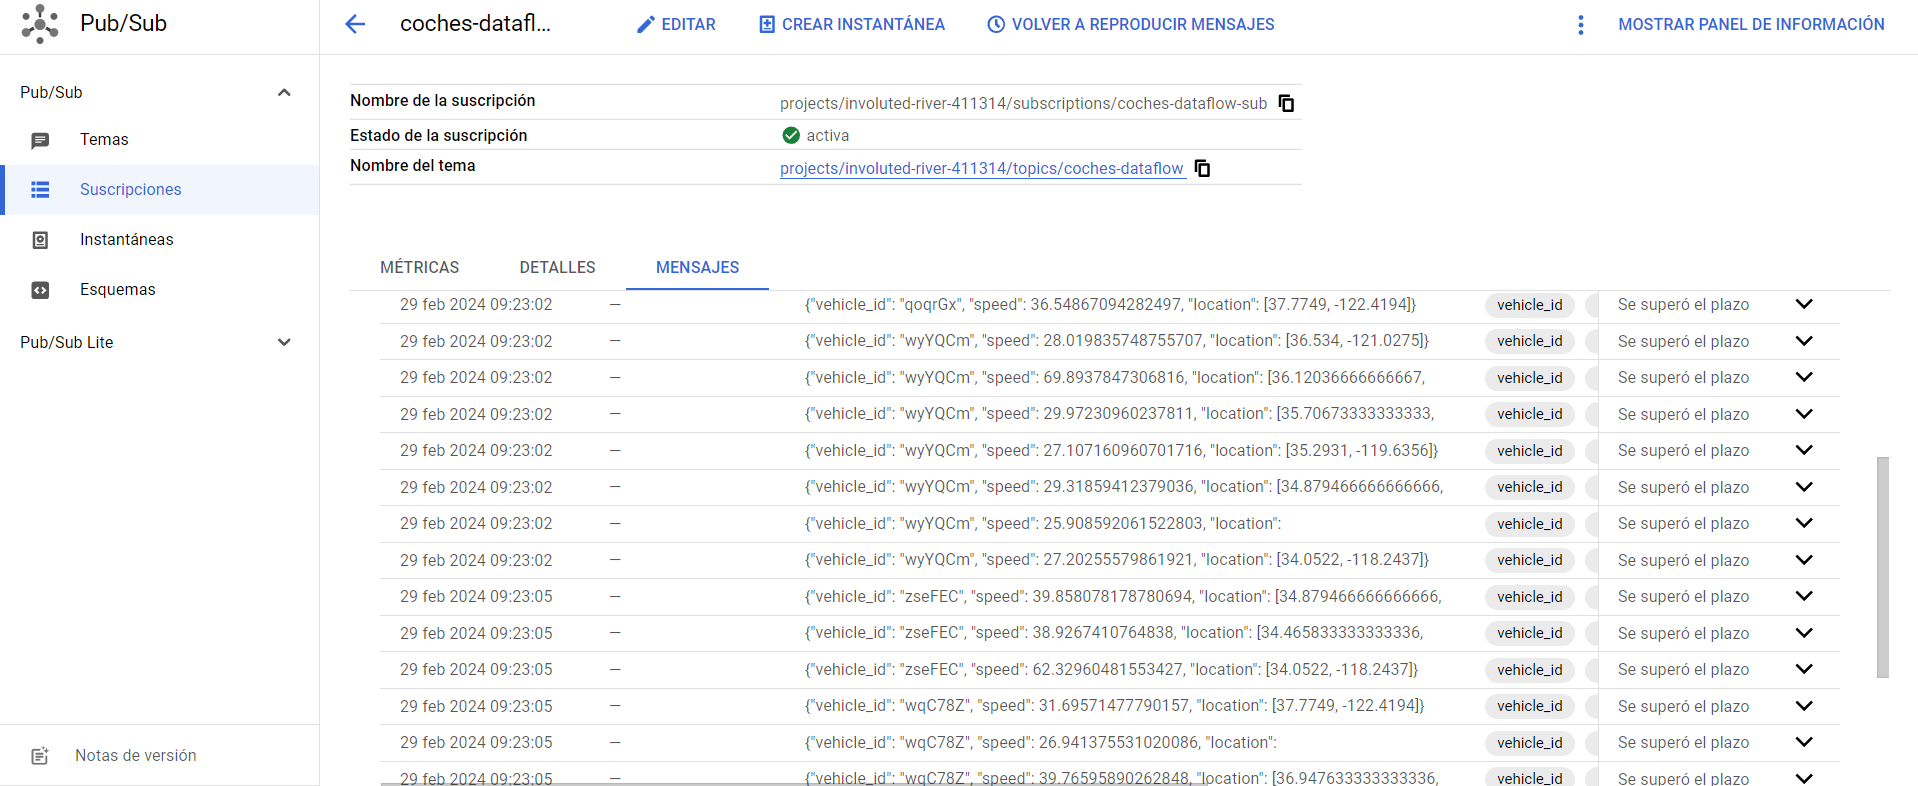 Pub/Sub
coches-datafl...
EDITAR
CREAR INSTANTÁNEA
VOLVER A REPRODUCIR MENSAJES
MOSTRAR PANEL DE INFORMACIÓN
Pub/Sub
Temas
Suscripciones
Instantáneas
Esquemas
Pub/Sub Lite
Notas de versión
Nombre de la suscripción projects/involuted-river-411314/subscriptions/coches-dataflow-sub
Estado de la suscripción activa
Nombre del tema projects/involuted-river-411314/topics/coches-dataflow
MÉTRICAS DETALLES MENSAJES
29 feb 2024 09:23:02 — {"vehicle_id": "qoqrGx", "speed": 36.54867094282497, "location": [37.7749, -122.4194]} vehicle_id Se superó el plazo
29 feb 2024 09:23:02 — {"vehicle_id": "wyYQCm", "speed": 28.019835748755707, "location": [36.534, -121.0275]} vehicle_id Se superó el plazo
29 feb 2024 09:23:02 — {"vehicle_id": "wyYQCm", "speed": 69.8937847306816, "location": [36.12036666666667, vehicle_id Se superó el plazo
29 feb 2024 09:23:02 — {"vehicle_id": "wyYQCm", "speed": 29.97230960237811, "location": [35.70673333333333, vehicle_id Se superó el plazo
29 feb 2024 09:23:02 — {"vehicle_id": "wyYQCm", "speed": 27.107160960701716, "location": [35.2931, -119.6356]} vehicle_id Se superó el plazo
29 feb 2024 09:23:02 — {"vehicle_id": "wyYQCm", "speed": 29.31859412379036, "location": [34.879466666666666, vehicle_id Se superó el plazo
29 feb 2024 09:23:02 — {"vehicle_id": "wyYQCm", "speed": 25.908592061522803, "location": vehicle_id Se superó el plazo
29 feb 2024 09:23:02 — {"vehicle_id": "wyYQCm", "speed": 27.20255579861921, "location": [34.0522, -118.2437]} vehicle_id Se superó el plazo
29 feb 2024 09:23:05 — {"vehicle_id": "zseFEC", "speed": 39.858078178780694, "location": [34.879466666666666, vehicle_id Se superó el plazo
29 feb 2024 09:23:05 — {"vehicle_id": "zseFEC", "speed": 38.9267410764838, "location": [34.465833333333336, vehicle_id Se superó el plazo
29 feb 2024 09:23:05 — {"vehicle_id": "zseFEC", "speed": 62.32960481553427, "location": [34.0522, -118.2437]} vehicle_id Se superó el plazo
29 feb 2024 09:23:05 — {"vehicle_id": "wqC78Z", "speed": 31.69571477790157, "location": [37.7749, -122.4194]} vehicle_id Se superó el plazo
29 feb 2024 09:23:05 — {"vehicle_id": "wqC78Z", "speed": 26.941375531020086, "location": vehicle_id Se superó el plazo
29 feb 2024 09:23:05 — {"vehicle_id": "wqC78Z", "speed": 39.76595890262848, "location": [36.947633333333336, vehicle_id Se superó el plazo